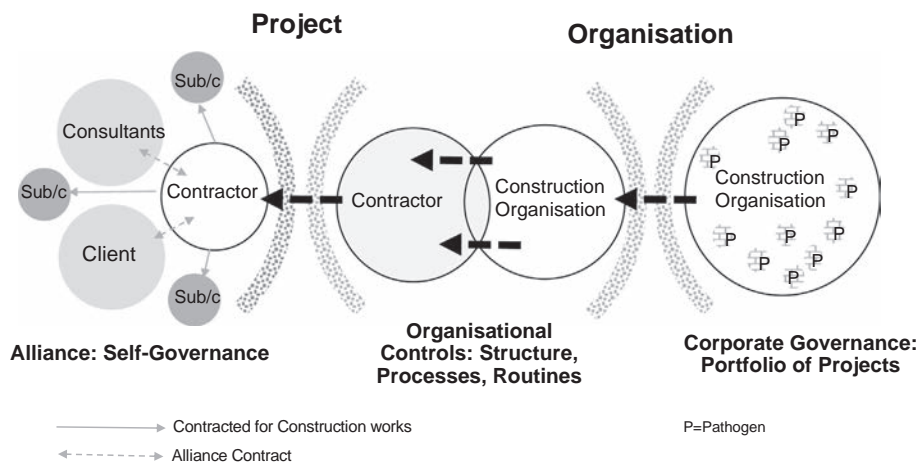 Project
Organisation
Sub/c
Consultants
Sub/c
Contractor
Client
Sub/c
Contractor
Construction
Organisation
Construction
Organisation
P
P
P
P
P
P
P
P
P
P
P
Alliance: Self-Governance
Organisational
Controls: Structure,
Processes, Routines
Corporate Governance:
Portfolio of Projects
Contracted for Construction works
P=Pathogen
Alliance Contract